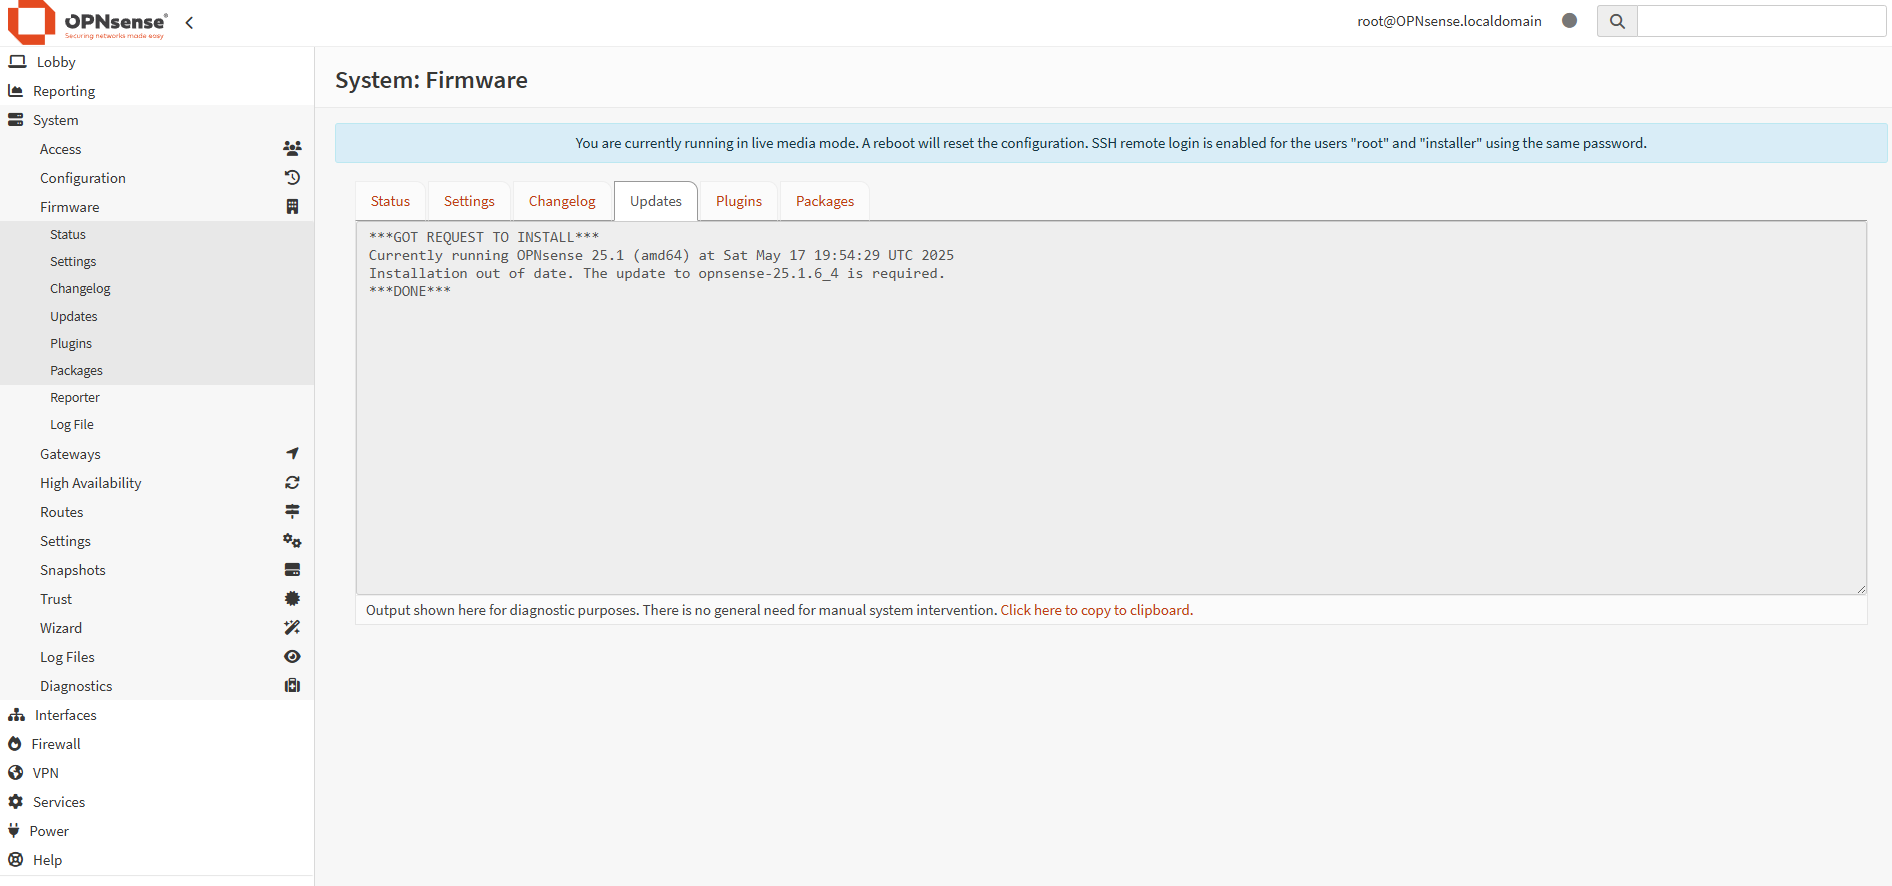 OPNsense®
Securing networks made easy
root@OPNsense.localdomain
Lobby
Reporting
System
Access
Configuration
Firmware
Status
Settings
Changelog
Updates
Plugins
Packages
Reporter
Log File
Gateways
High Availability
Routes
Settings
Snapshots
Trust
Wizard
Log Files
Diagnostics
Interfaces
Firewall
VPN
Services
Power
Help
System: Firmware
You are currently running in live media mode. A reboot will reset the configuration. SSH remote login is enabled for the users "root" and "installer" using the same password.
Status Settings Changelog Updates Plugins Packages
***GOT REQUEST TO INSTALL***
Currently running OPNsense 25.1 (amd64) at Sat May 17 19:54:29 UTC 2025
Installation out of date. The update to opnsense-25.1.6_4 is required.
***DONE***
Output shown here for diagnostic purposes. There is no general need for manual system intervention. Click here to copy to clipboard.